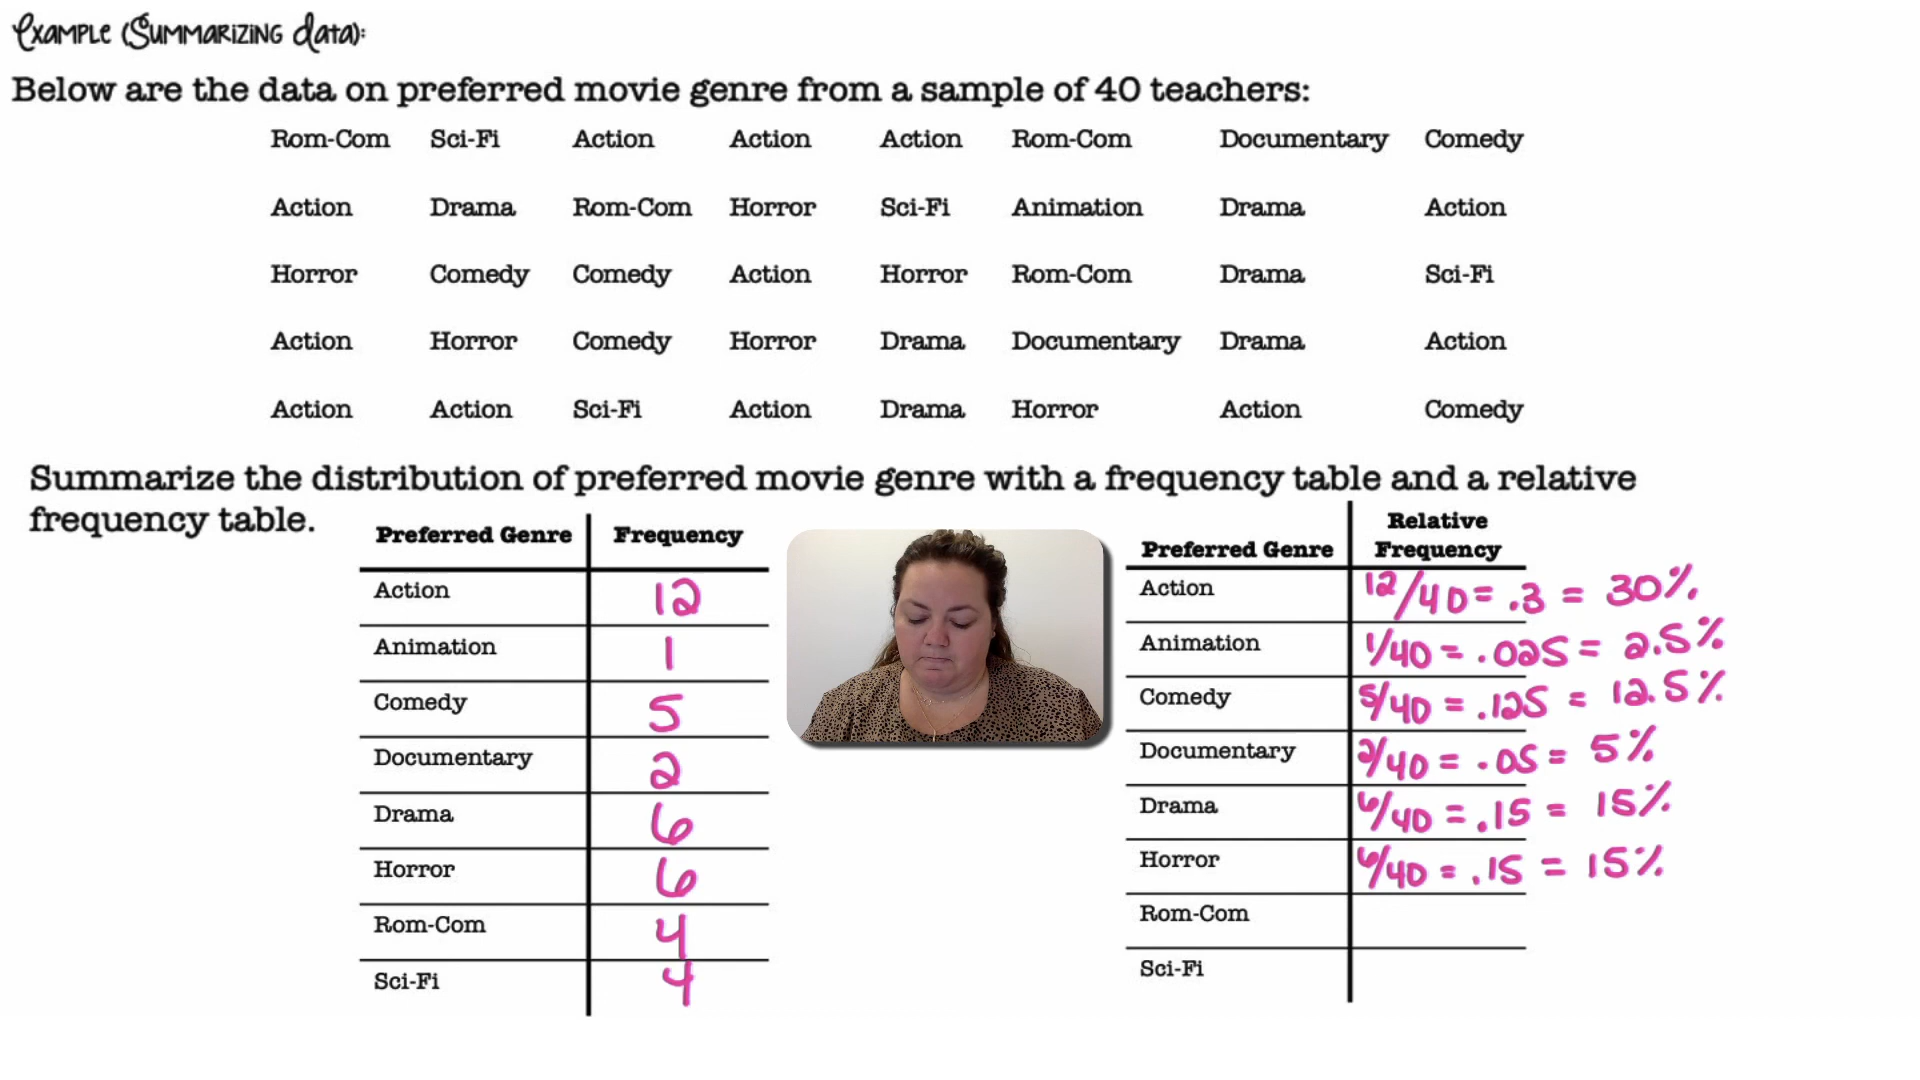 Example (Summarizing data):
Below are the data on preferred movie genre from a sample of 40 teachers:
Rom-Com Sci-Fi Action Action Action Rom-Com Documentary Comedy
Action Drama Rom-Com Horror Sci-Fi Animation Drama Action
Horror Comedy Comedy Action Horror Rom-Com Drama Sci-Fi
Action Horror Comedy Horror Drama Documentary Drama Action
Action Action Sci-Fi Action Drama Horror Action Comedy
Summarize the distribution of preferred movie genre with a frequency table and a relative
frequency table.
Preferred Genre Frequency
Action 12
Animation 1
Comedy 5
Documentary 2
Drama 6
Horror 6
Rom-Com 4
Sci-Fi 4
Relative
Preferred Genre Frequency
Action 12/40 = .3 = 30%
Animation 1/40 = .025 = 2.5%
Comedy 5/40 = .125 = 12.5%
Documentary 2/40 = .05 = 5%
Drama 6/40 = .15 = 15%
Horror 6/40 = .15 = 15%
Rom-Com
Sci-Fi